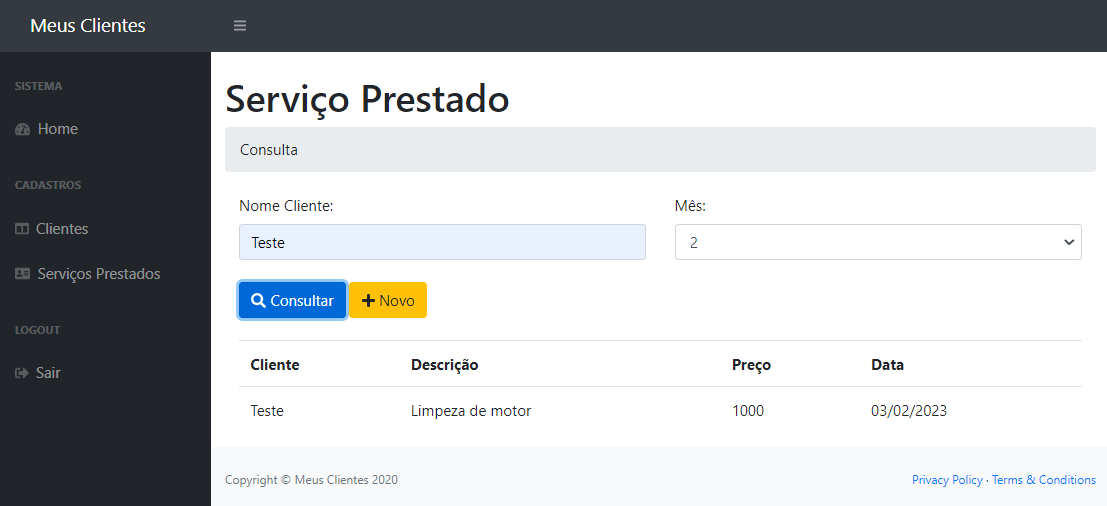 Meus Clientes
SISTEMA
Home
CADASTROS
Clientes
Serviços Prestados
LOGOUT
Sair
Serviço Prestado
Consulta
Nome Cliente: Mês:
Teste 2
Consultar Novo
Cliente Descrição Preço Data
Teste Limpeza de motor 1000 03/02/2023
Copyright © Meus Clientes 2020 Privacy Policy · Terms & Conditions